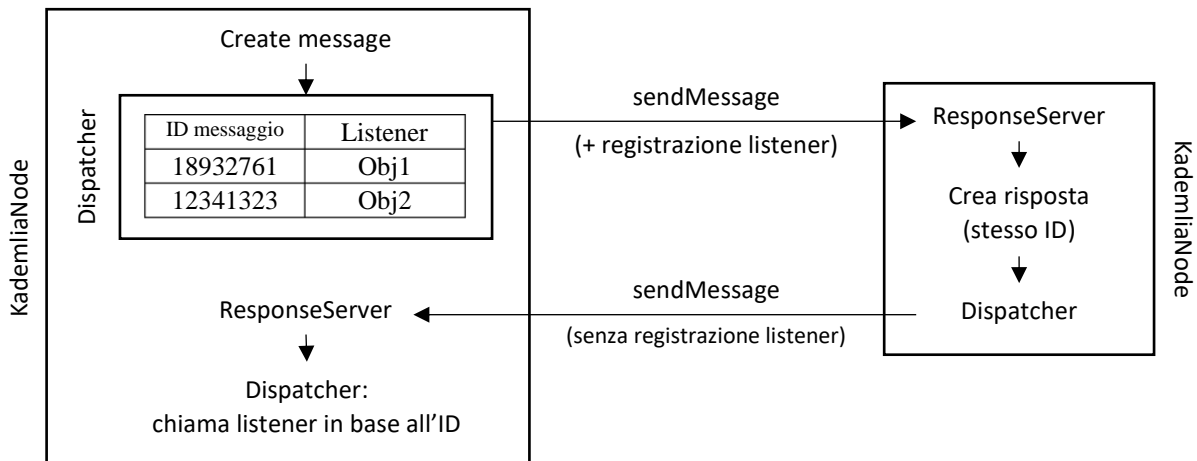 KademliaNode
Create message
Dispatcher
ID messaggio Listener
18932761 Obj1
12341323 Obj2
sendMessage
(+ registrazione listener)
ResponseServer
Crea risposta
(stesso ID)
Dispatcher
KademliaNode
sendMessage
(senza registrazione listener)
ResponseServer
Dispatcher:
chiama listener in base all’ID